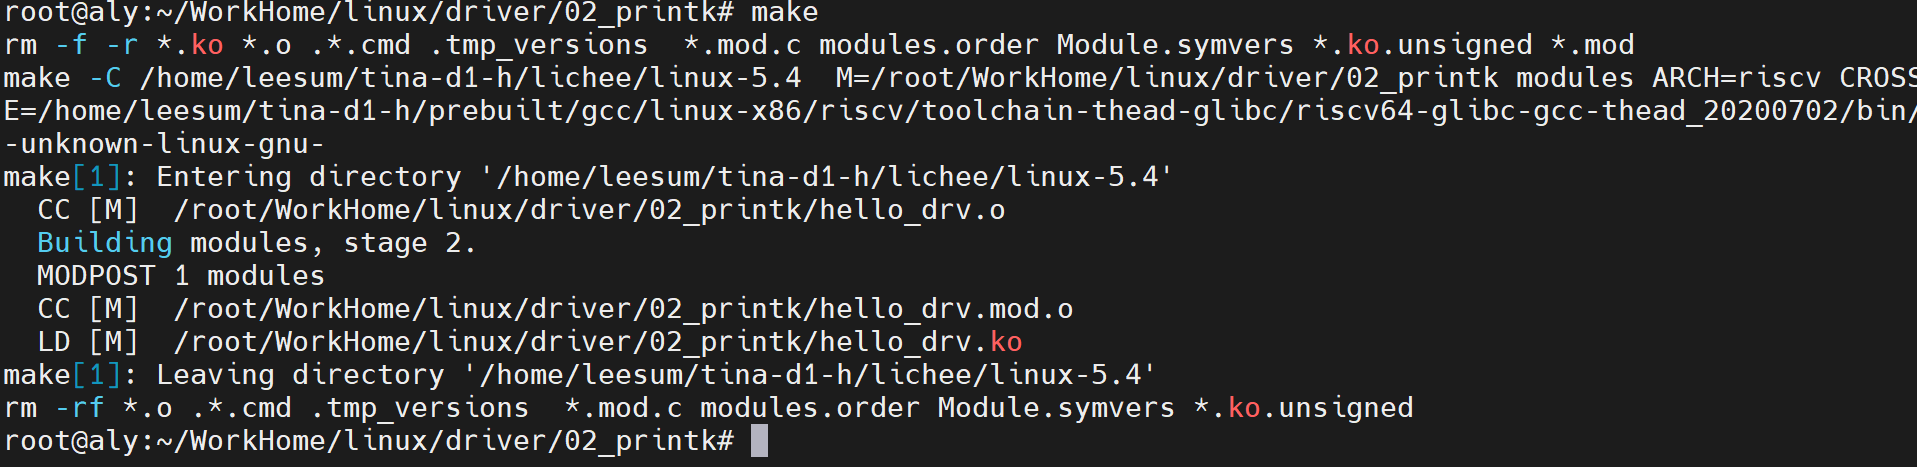 root@aly:~/WorkHome/linux/driver/02_printk# make
rm -f -r *.ko *.o .*.cmd .tmp_versions  *.mod.c modules.order Module.symvers *.ko.unsigned *.mod
make -C /home/leesum/tina-d1-h/lichee/linux-5.4  M=/root/WorkHome/linux/driver/02_printk modules ARCH=riscv CROSS
E=/home/leesum/tina-d1-h/prebuilt/gcc/linux-x86/riscv/toolchain-thead-glibc/riscv64-glibc-gcc-thead_20200702/bin/
-unknown-linux-gnu-
make[1]: Entering directory '/home/leesum/tina-d1-h/lichee/linux-5.4'
  CC [M]  /root/WorkHome/linux/driver/02_printk/hello_drv.o
  Building modules, stage 2.
  MODPOST 1 modules
  CC [M]  /root/WorkHome/linux/driver/02_printk/hello_drv.mod.o
  LD [M]  /root/WorkHome/linux/driver/02_printk/hello_drv.ko
make[1]: Leaving directory '/home/leesum/tina-d1-h/lichee/linux-5.4'
rm -rf *.o .*.cmd .tmp_versions  *.mod.c modules.order Module.symvers *.ko.unsigned
root@aly:~/WorkHome/linux/driver/02_printk#